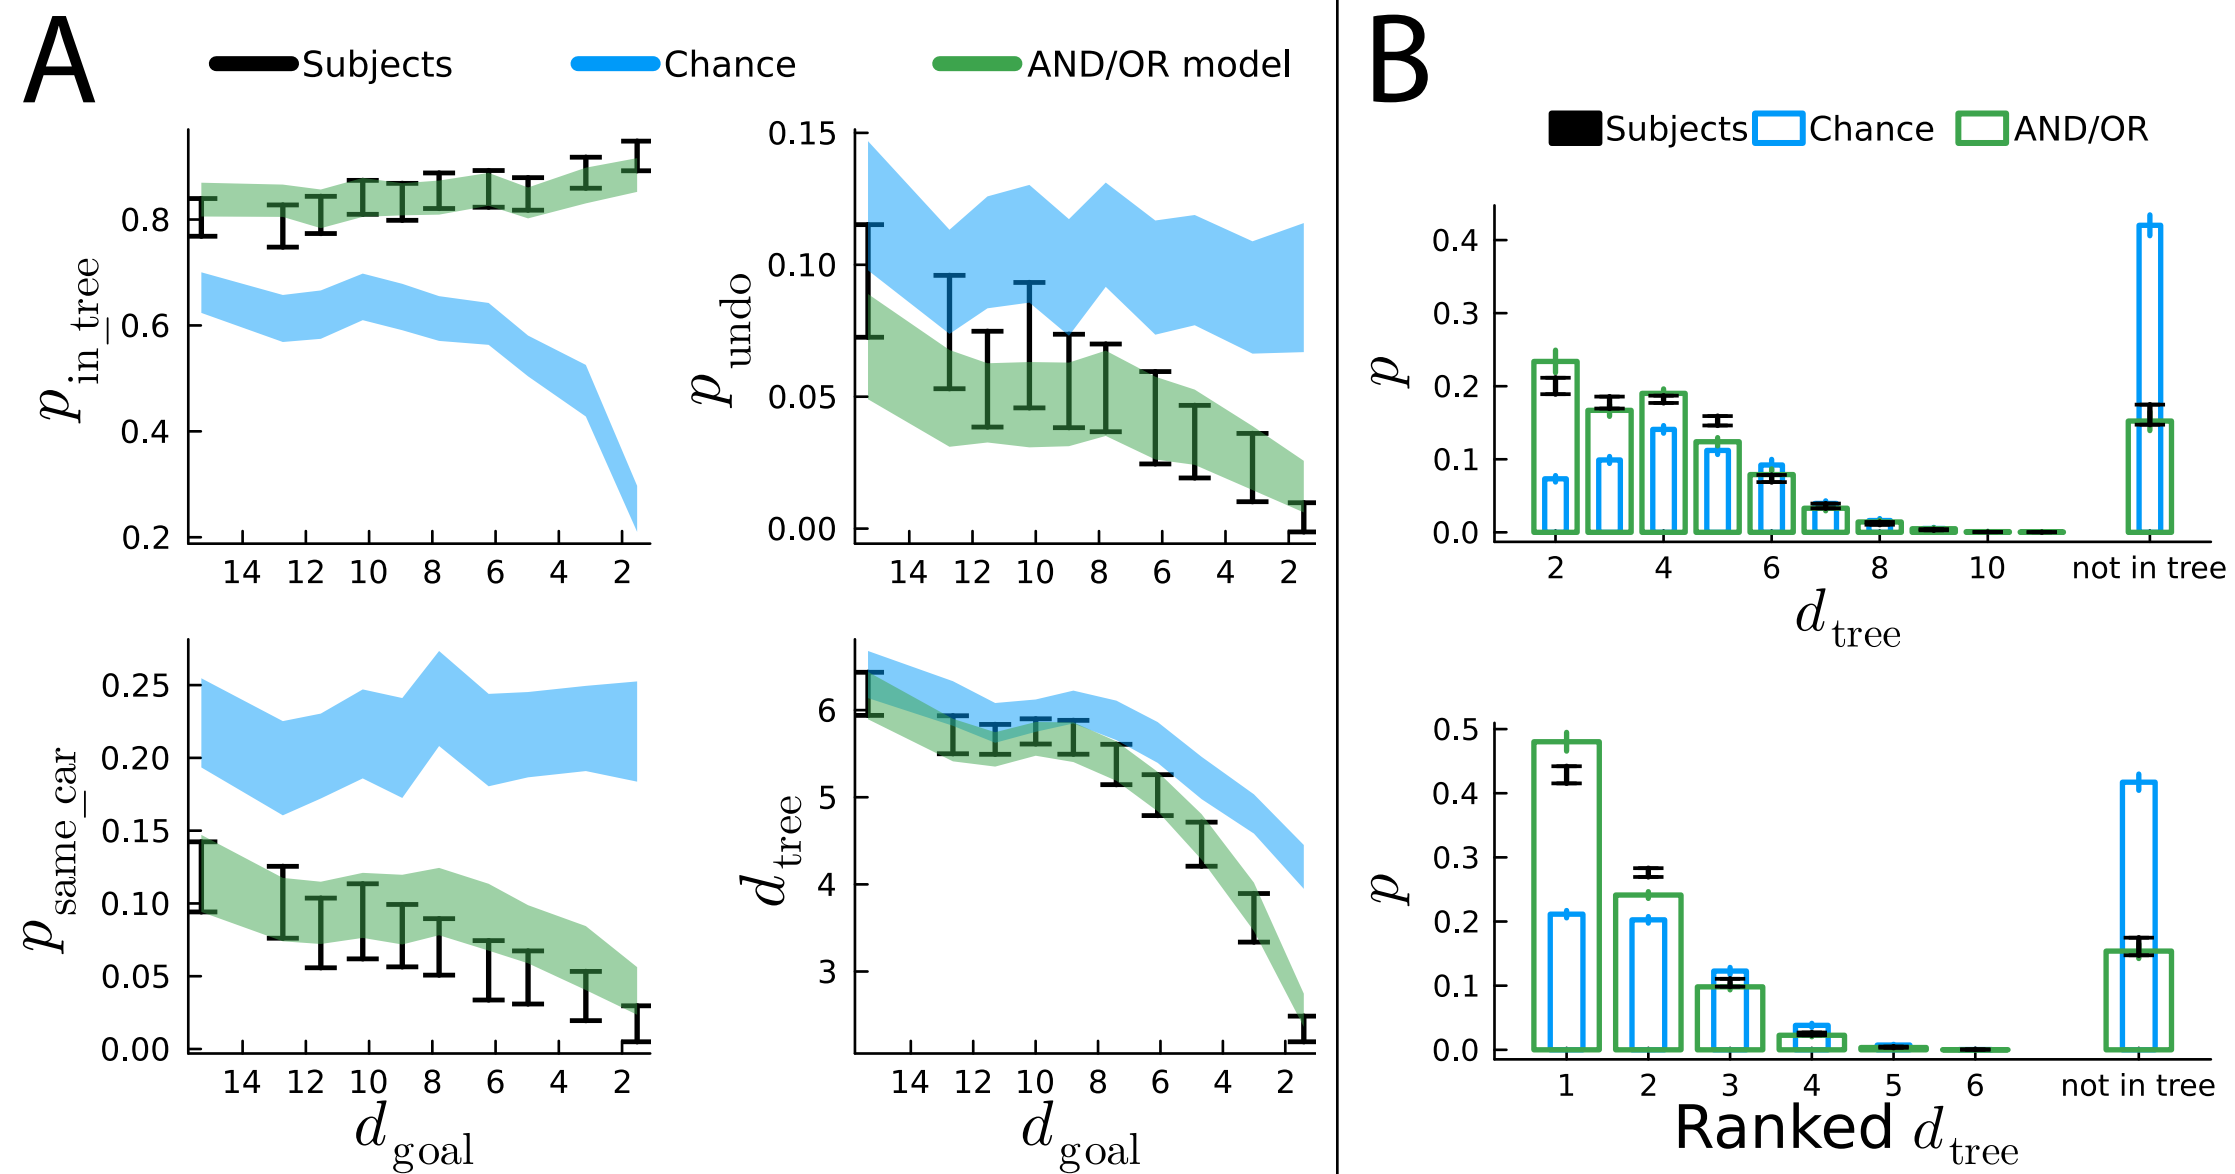 A
Subjects Chance AND/OR model
p in_tree
0.8
0.6
0.4
0.2
14 12 10 8 6 4 2
p undo
0.15
0.10
0.05
0.00
14 12 10 8 6 4 2
p same_car
0.25
0.20
0.15
0.10
0.05
0.00
14 12 10 8 6 4 2
d goal
d tree
6
5
4
3
14 12 10 8 6 4 2
d goal
B
Subjects Chance AND/OR
p
0.4
0.3
0.2
0.1
0.0
2 4 6 8 10 not in tree
d tree
p
0.5
0.4
0.3
0.2
0.1
0.0
1 2 3 4 5 6 not in tree
Ranked d tree